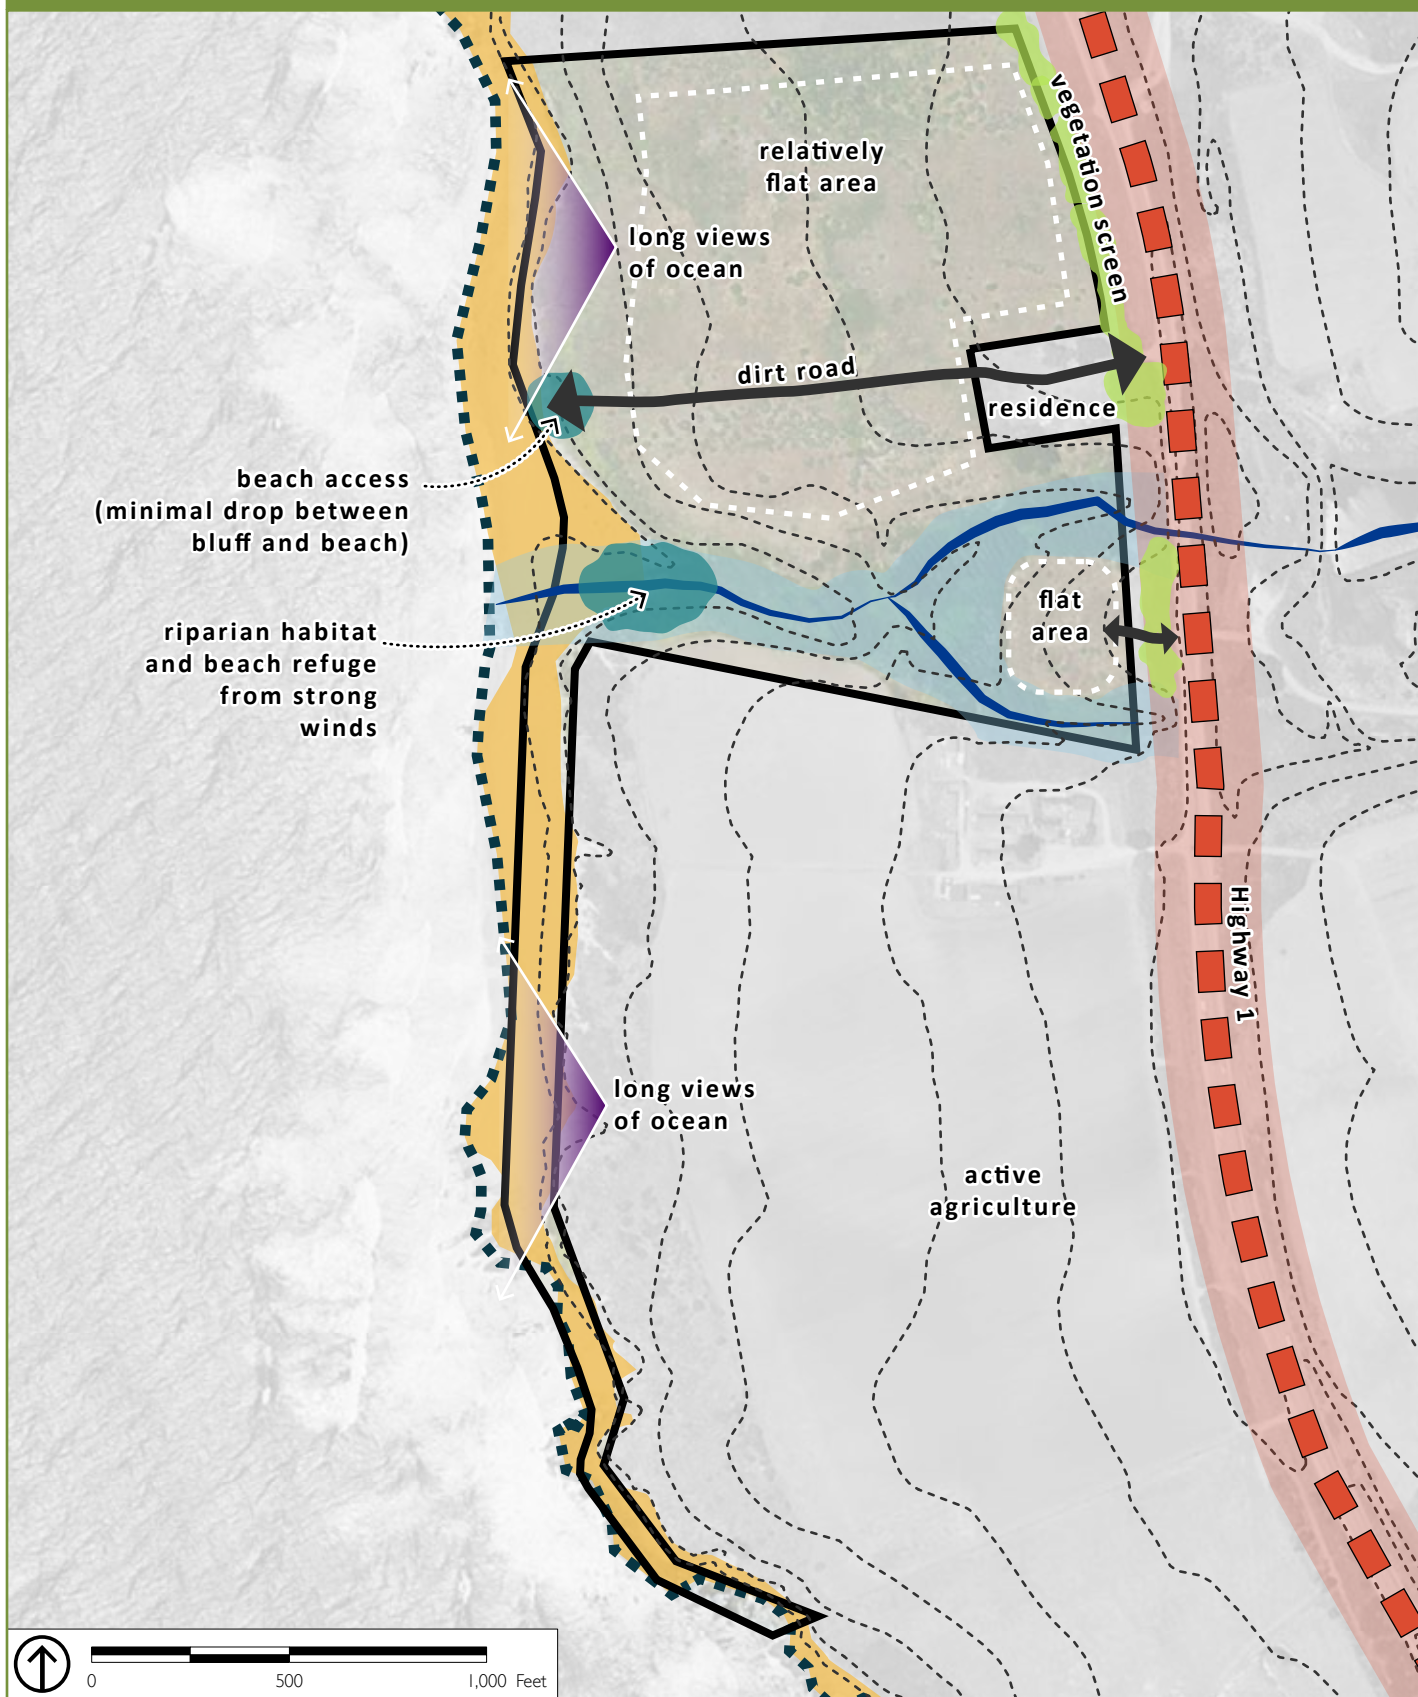 vegetation screen
relatively
flat area
long views
of ocean
dirt road
residence
beach access
(minimal drop between
bluff and beach)
flat
area
riparian habitat
and beach refuge
from strong
winds
Highway 1
long views
of ocean
active
agriculture
0 500 1,000 Feet